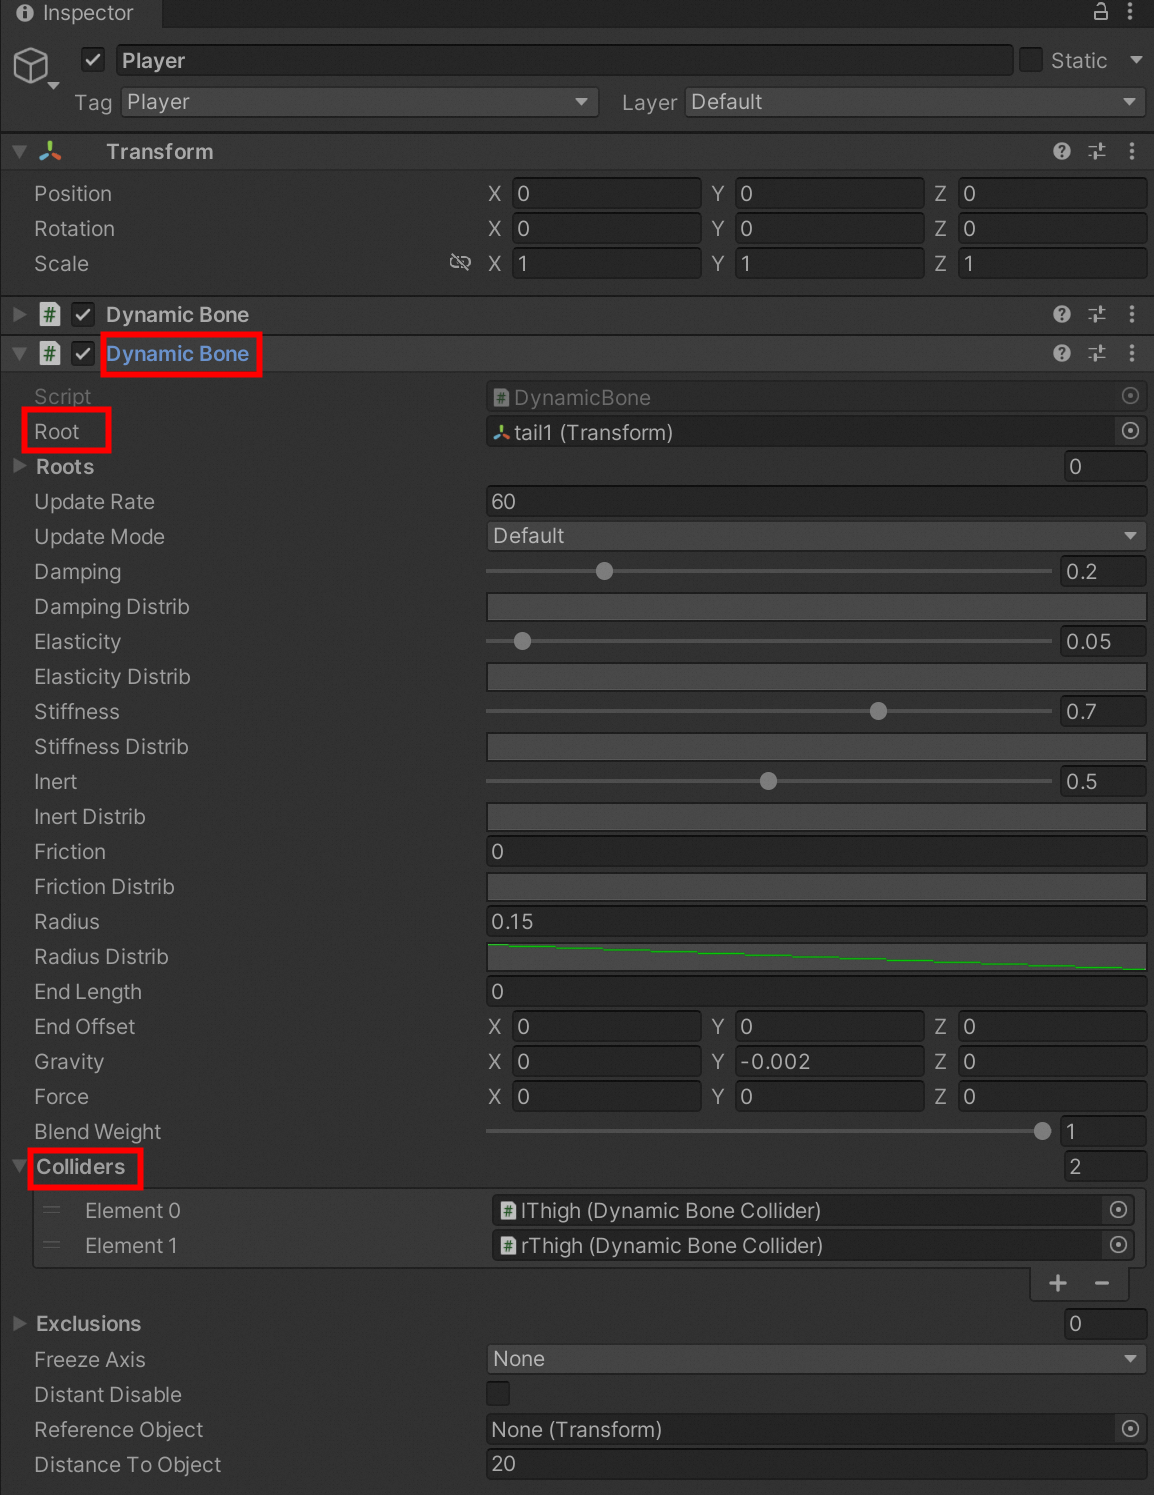 Inspector
Player
Static
Tag Player Layer Default
Transform
Position X 0 Y 0 Z 0
Rotation X 0 Y 0 Z 0
Scale X 1 Y 1 Z 1
# Dynamic Bone
# Dynamic Bone
Script # DynamicBone
Root tail1 (Transform)
Roots 0
Update Rate 60
Update Mode Default
Damping 0.2
Damping Distrib
Elasticity 0.05
Elasticity Distrib
Stiffness 0.7
Stiffness Distrib
Inert 0.5
Inert Distrib
Friction 0
Friction Distrib
Radius 0.15
Radius Distrib
End Length 0
End Offset X 0 Y 0 Z 0
Gravity X 0 Y -0.002 Z 0
Force X 0 Y 0 Z 0
Blend Weight 1
Colliders 2
Element 0 # lThigh (Dynamic Bone Collider)
Element 1 # rThigh (Dynamic Bone Collider)
+ −
Exclusions 0
Freeze Axis None
Distant Disable
Reference Object None (Transform)
Distance To Object 20